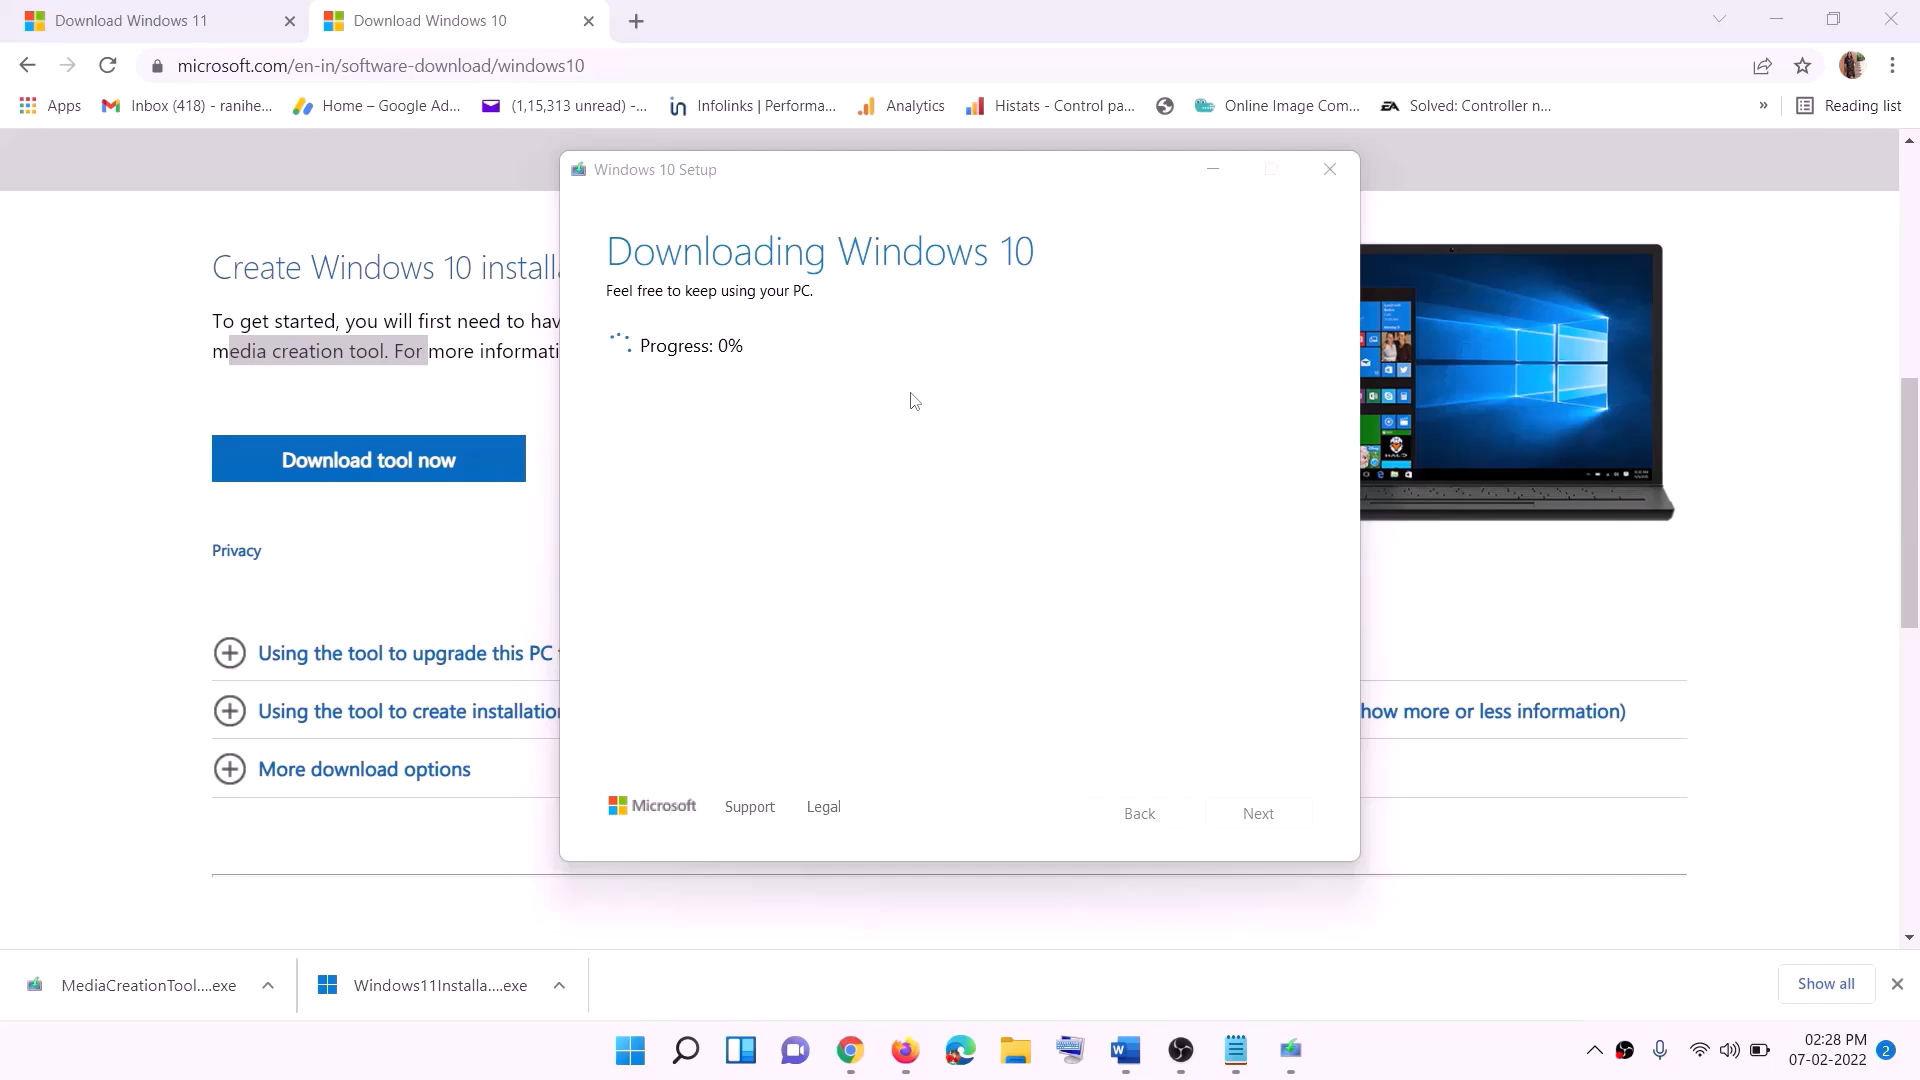 Download Windows 11
Download Windows 10
microsoft.com/en-in/software-download/windows10
Apps
Inbox (418) - ranihe...
Home – Google Ad...
(1,15,313 unread) -...
Infolinks | Performa...
Analytics
Histats - Control pa...
Online Image Com...
Solved: Controller n...
»
Reading list
Windows 10 Setup
Downloading Windows 10
Feel free to keep using your PC.
Progress: 0%
Create Windows 10 install
To get started, you will first need to hav
media creation tool. For more informati
Download tool now
Privacy
Using the tool to upgrade this PC
Using the tool to create installation
how more or less information)
More download options
Microsoft
Support
Legal
Back
Next
MediaCreationTool....exe
Windows11Installa....exe
Show all
02:28 PM
07-02-2022
2